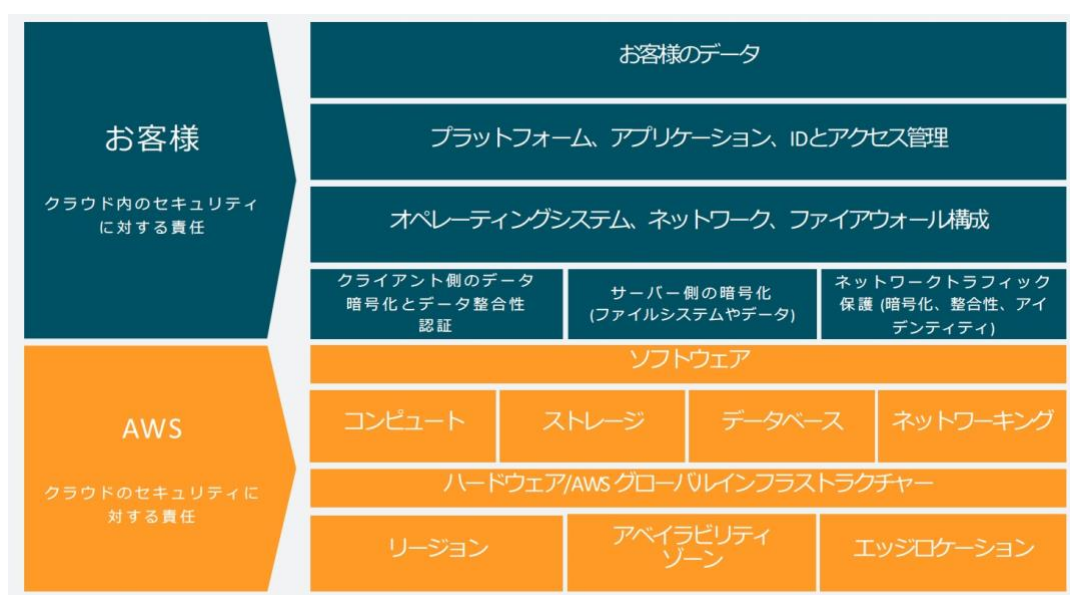 お客様
クラウド内のセキュリティ
に対する責任
お客様のデータ
プラットフォーム、アプリケーション、IDとアクセス管理
オペレーティングシステム、ネットワーク、ファイアウォール構成
クライアント側のデータ
暗号化とデータ整合性
認証
サーバー側の暗号化
(ファイルシステムやデータ)
ネットワークトラフィック
保護 (暗号化、整合性、アイ
デンティティ)
AWS
クラウドのセキュリティに
対する責任
ソフトウェア
コンピュート
ストレージ
データベース
ネットワーキング
ハードウェア/AWS グローバルインフラストラクチャー
リージョン
アベイラビリティ
ゾーン
エッジロケーション